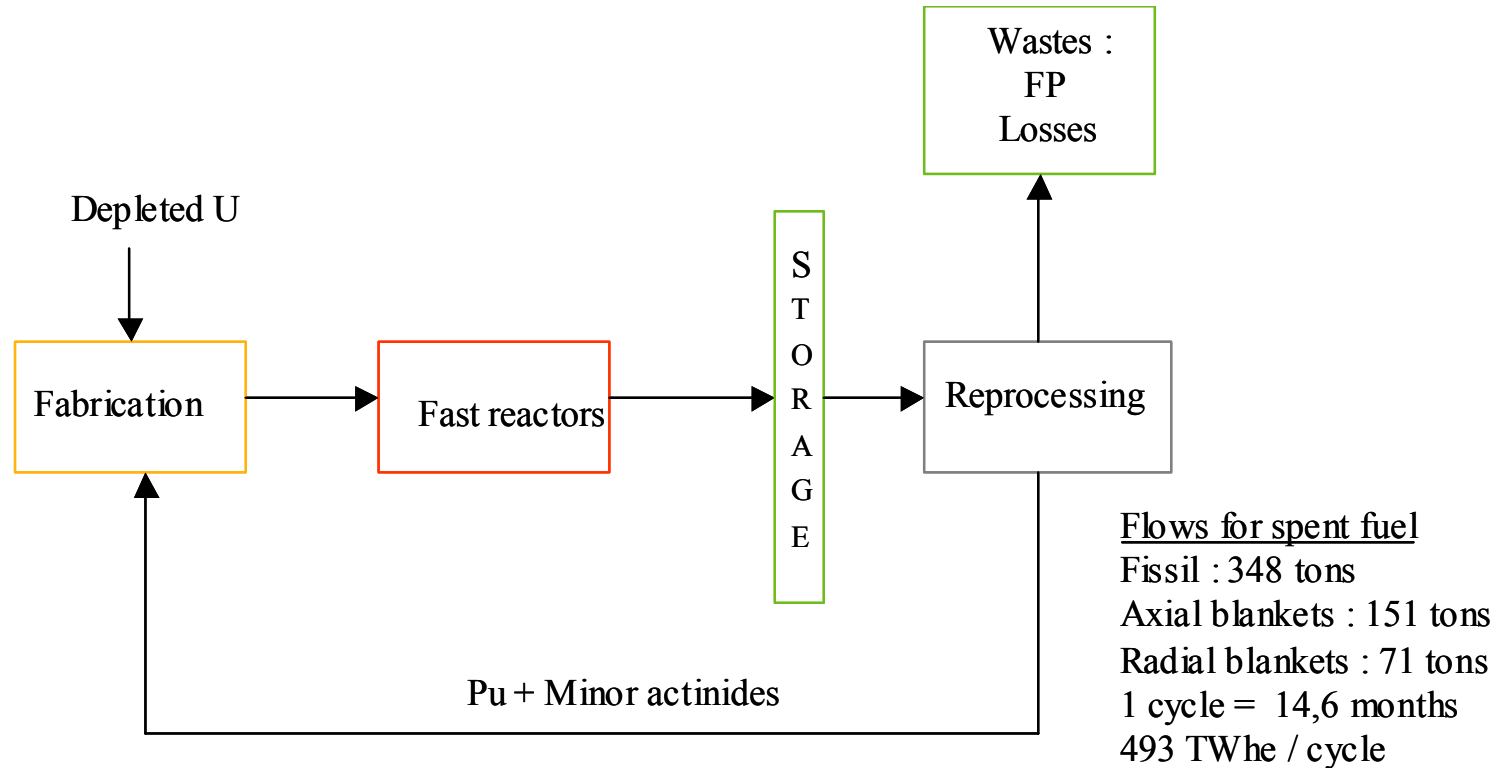 Wastes :
FP
Losses
Depleted U
Fabrication
Fast reactors
S
T
O
R
A
G
E
Reprocessing
Pu + Minor actinides
Flows for spent fuel
Fissil : 348 tons
Axial blankets : 151 tons
Radial blankets : 71 tons
1 cycle = 14,6 months
493 TWhe / cycle